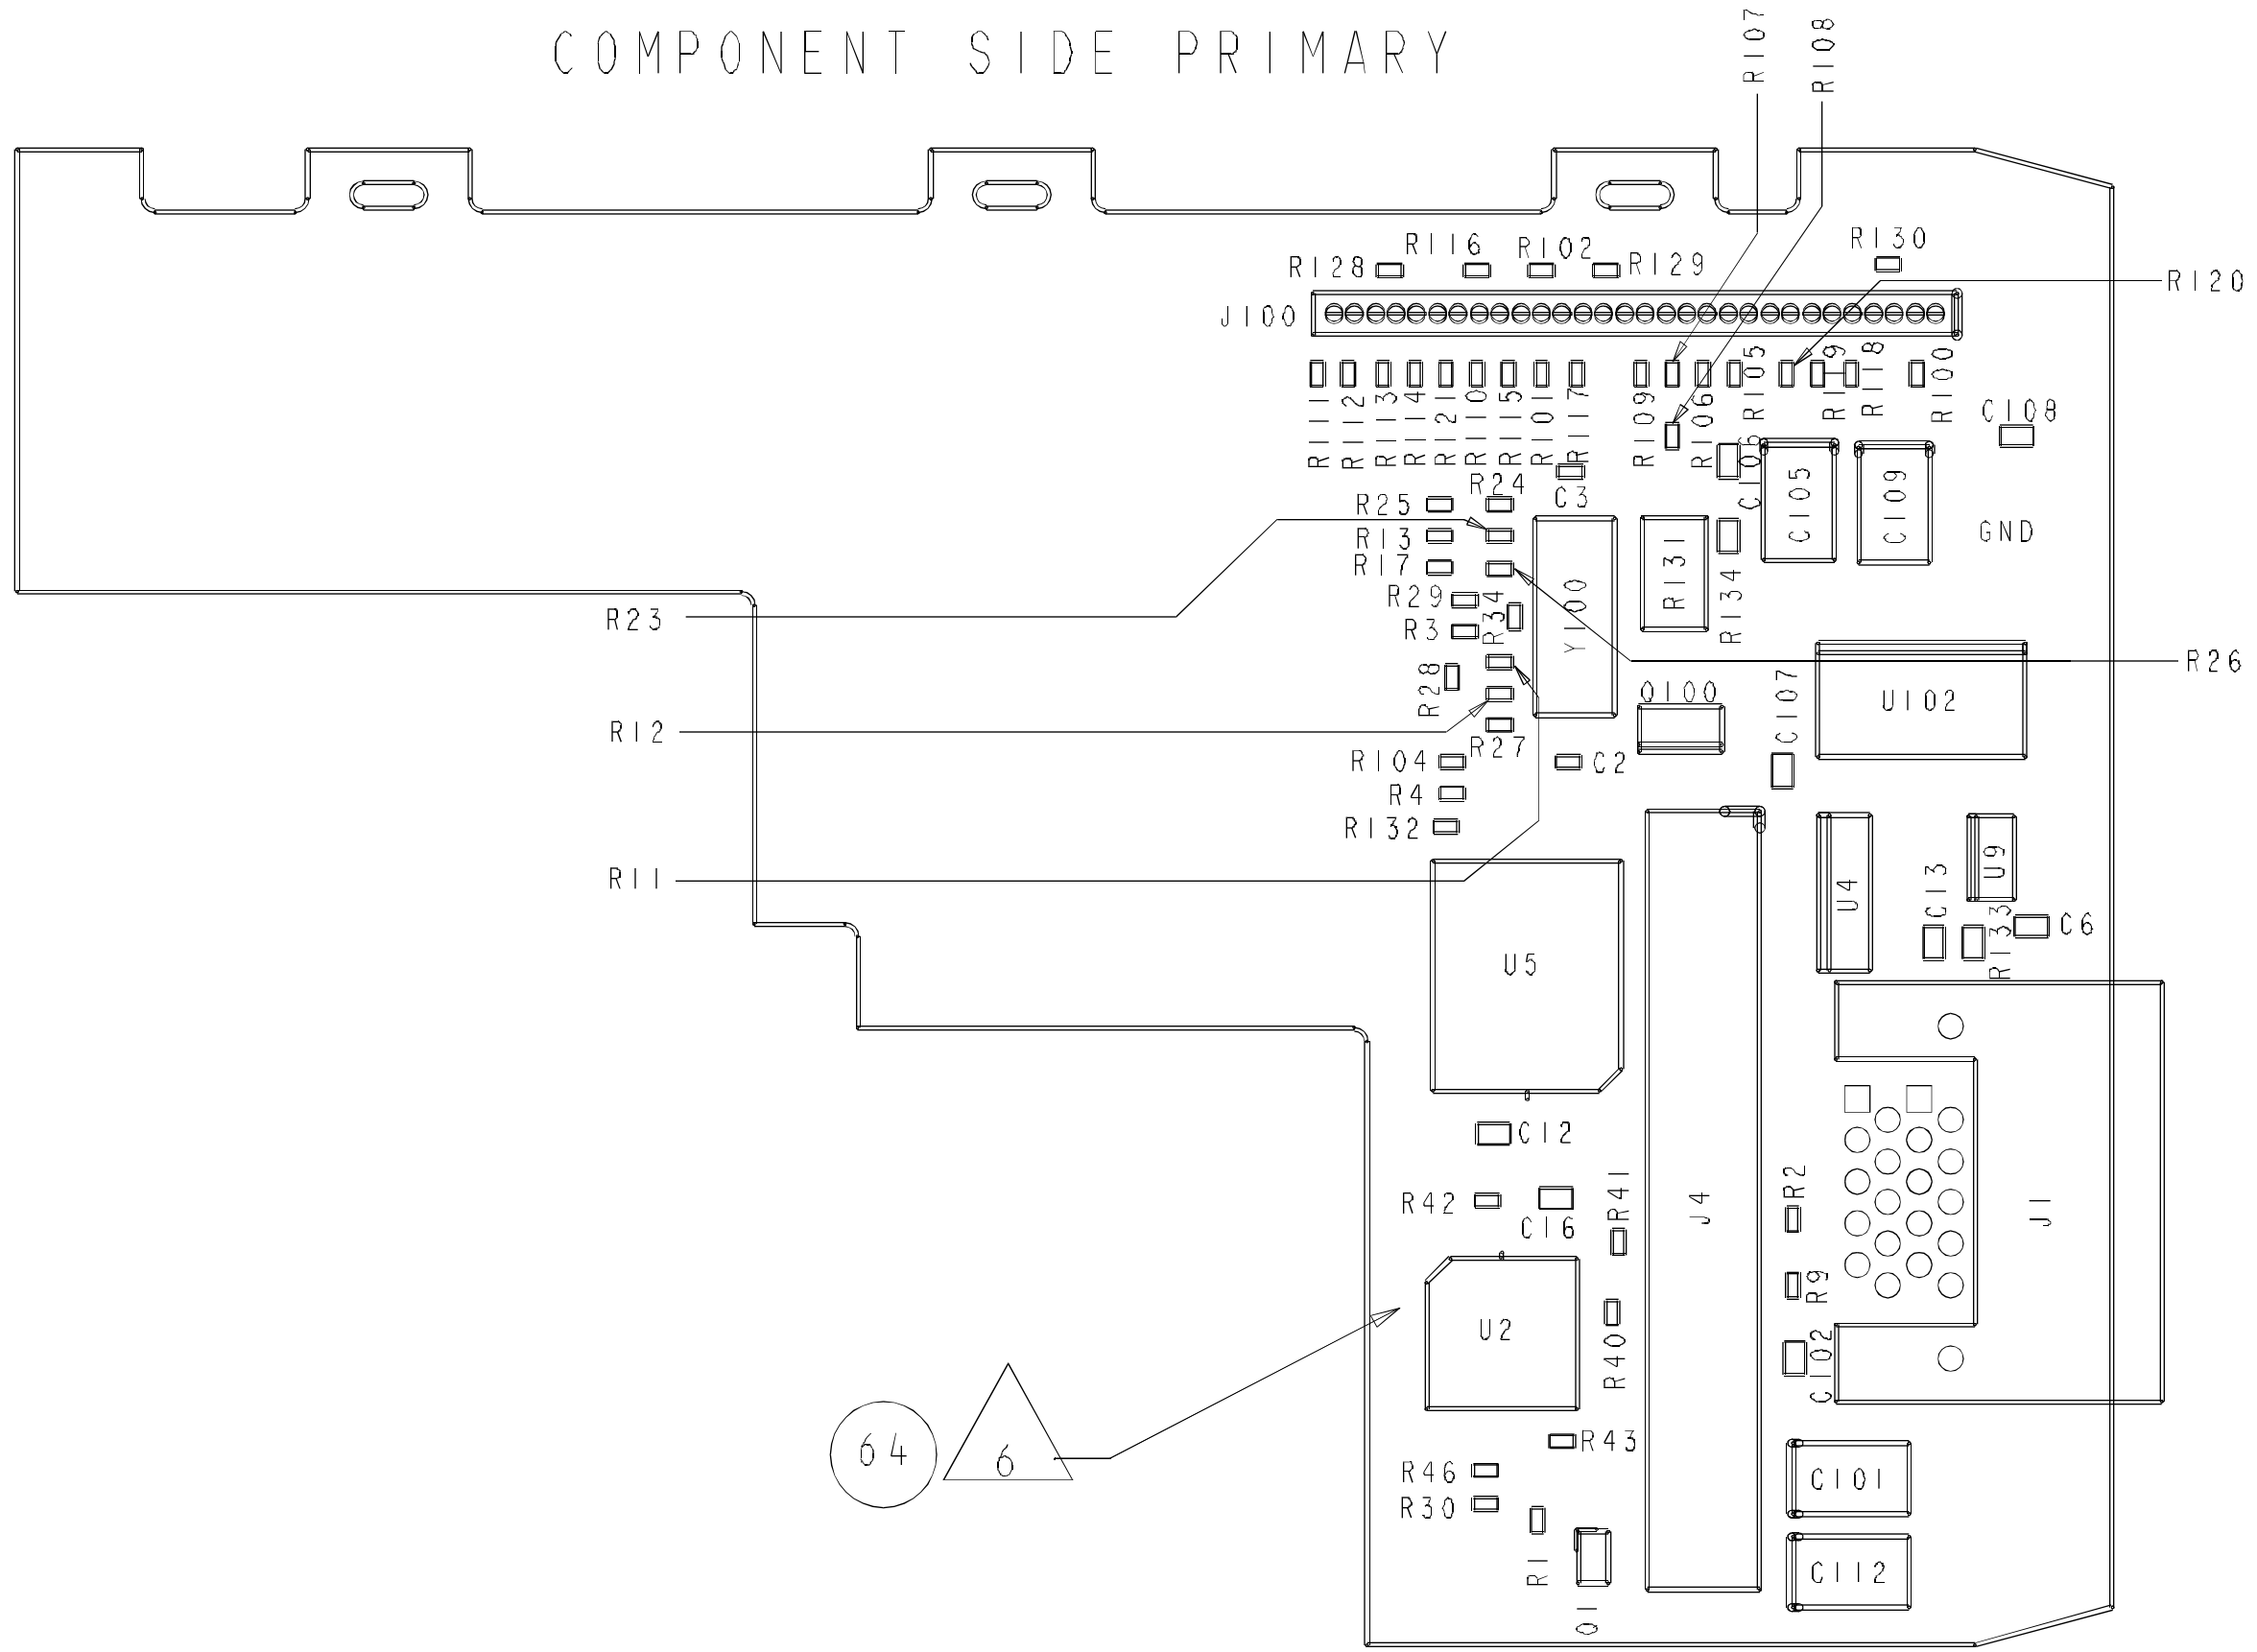 COMPONENT SIDE PRIMARY
R107
R108
R116
R102
R130
R128
R129
R120
J100
R111
R112
R113
R114
R121
R110
R115
R101
R117
R109
R106
R105
R119
R118
R100
C108
C106
R24
R25
C3
C105
C109
GND
R13
R17
R131
R29
R34
Y100
R134
R23
R3
R26
R28
Q100
C107
U102
R12
R27
R104
C2
R4
R132
R11
U4
U9
C13
R133
C6
U5
C12
R42
C16
R41
J4
R2
J1
R9
U2
R40
C102
64
6
R43
R46
C101
R30
R1
C112
Q1